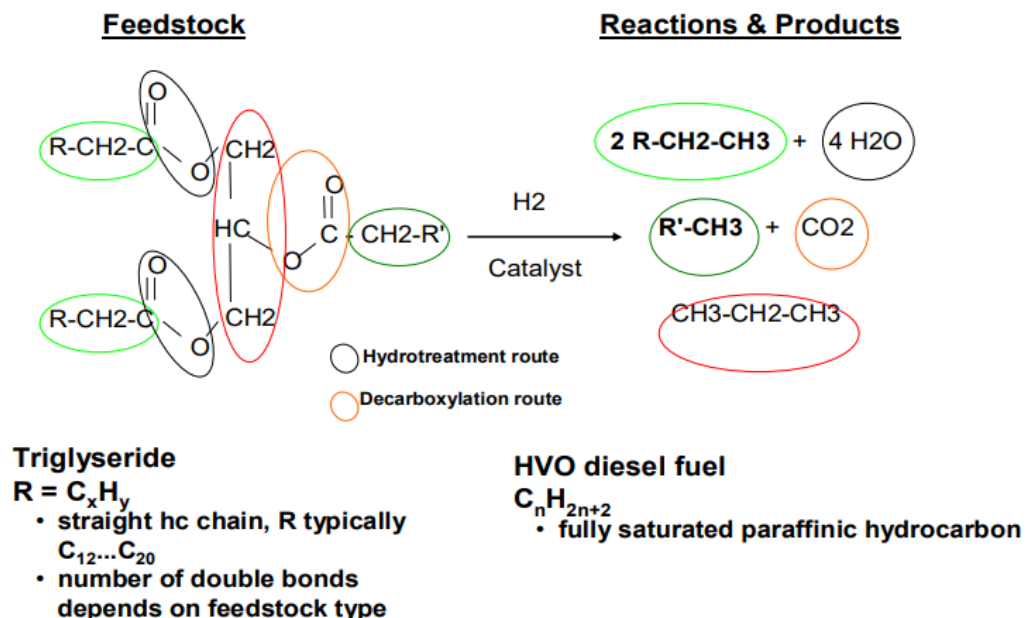 Feedstock
Reactions & Products
O
R-CH2-C
O
CH2
O
HC
C
CH2-R'
O
O
R-CH2-C
O
CH2
H2
Catalyst
2 R-CH2-CH3 + 4 H2O
R'-CH3 + CO2
CH3-CH2-CH3
Hydrotreatment route
Decarboxylation route
Triglyseride
R = CxHy
• straight hc chain, R typically
C12...C20
• number of double bonds
depends on feedstock type
HVO diesel fuel
CnH2n+2
• fully saturated paraffinic hydrocarbon